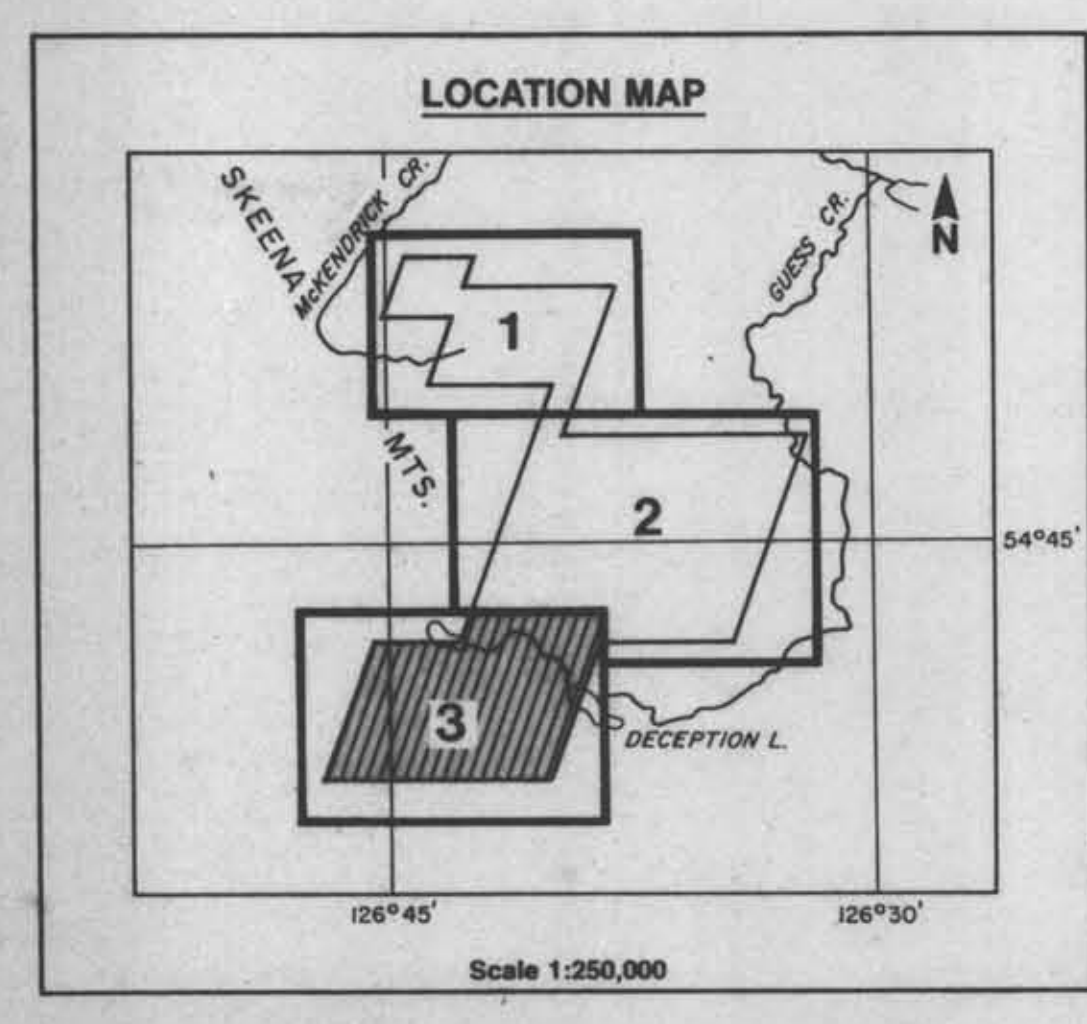 LOCATION MAP
SKEENA
McKENDRICK CR.
GUESS CR.
N
1
MTS.
2
54°45'
3
DECEPTION L.
126°45'
126°30'
Scale 1:250,000